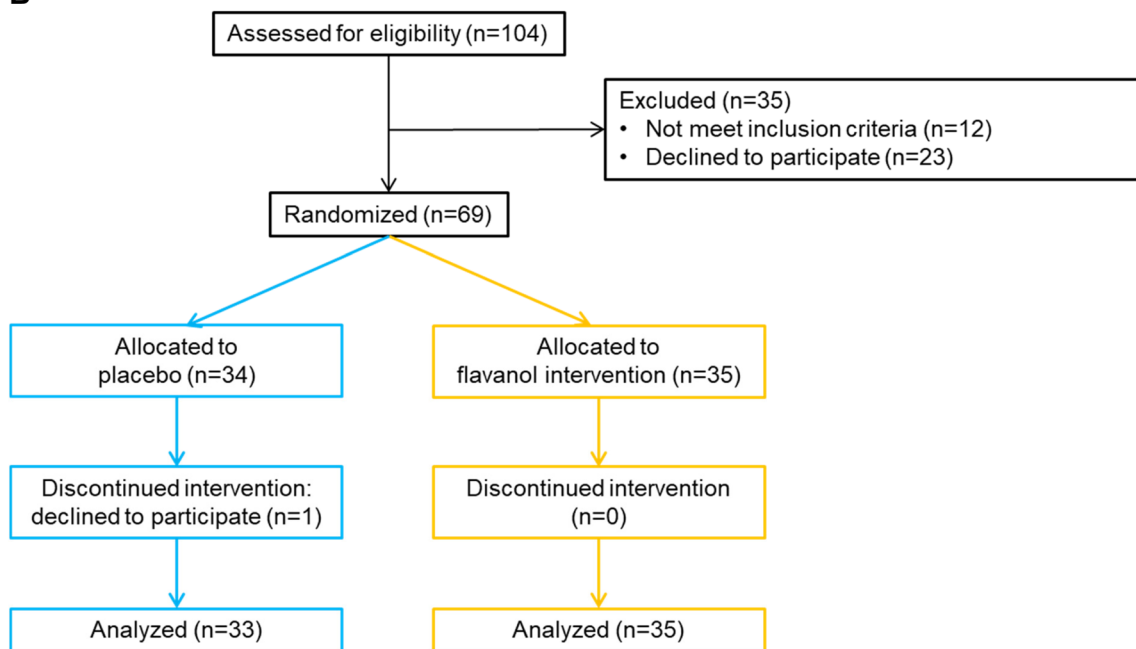 Assessed for eligibility (n=104)
Excluded (n=35)
• Not meet inclusion criteria (n=12)
• Declined to participate (n=23)
Randomized (n=69)
Allocated to
placebo (n=34)
Allocated to
flavanol intervention (n=35)
Discontinued intervention:
declined to participate (n=1)
Discontinued intervention
(n=0)
Analyzed (n=33)
Analyzed (n=35)